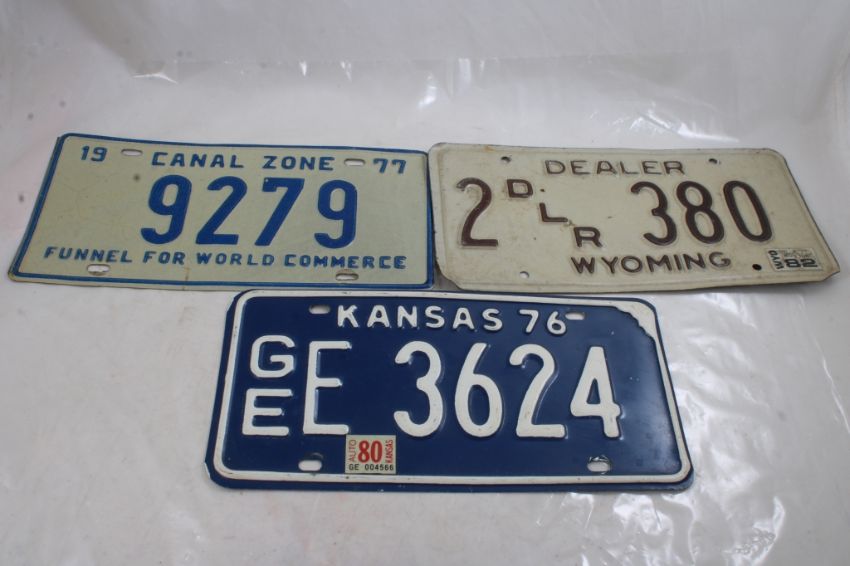 19 CANAL ZONE 77
9279
FUNNEL FOR WORLD COMMERCE
DEALER
2 DLR 380
WYOMING
82
KANSAS 76
GE E 3624
AUTO 80 KANSAS
GE 004566